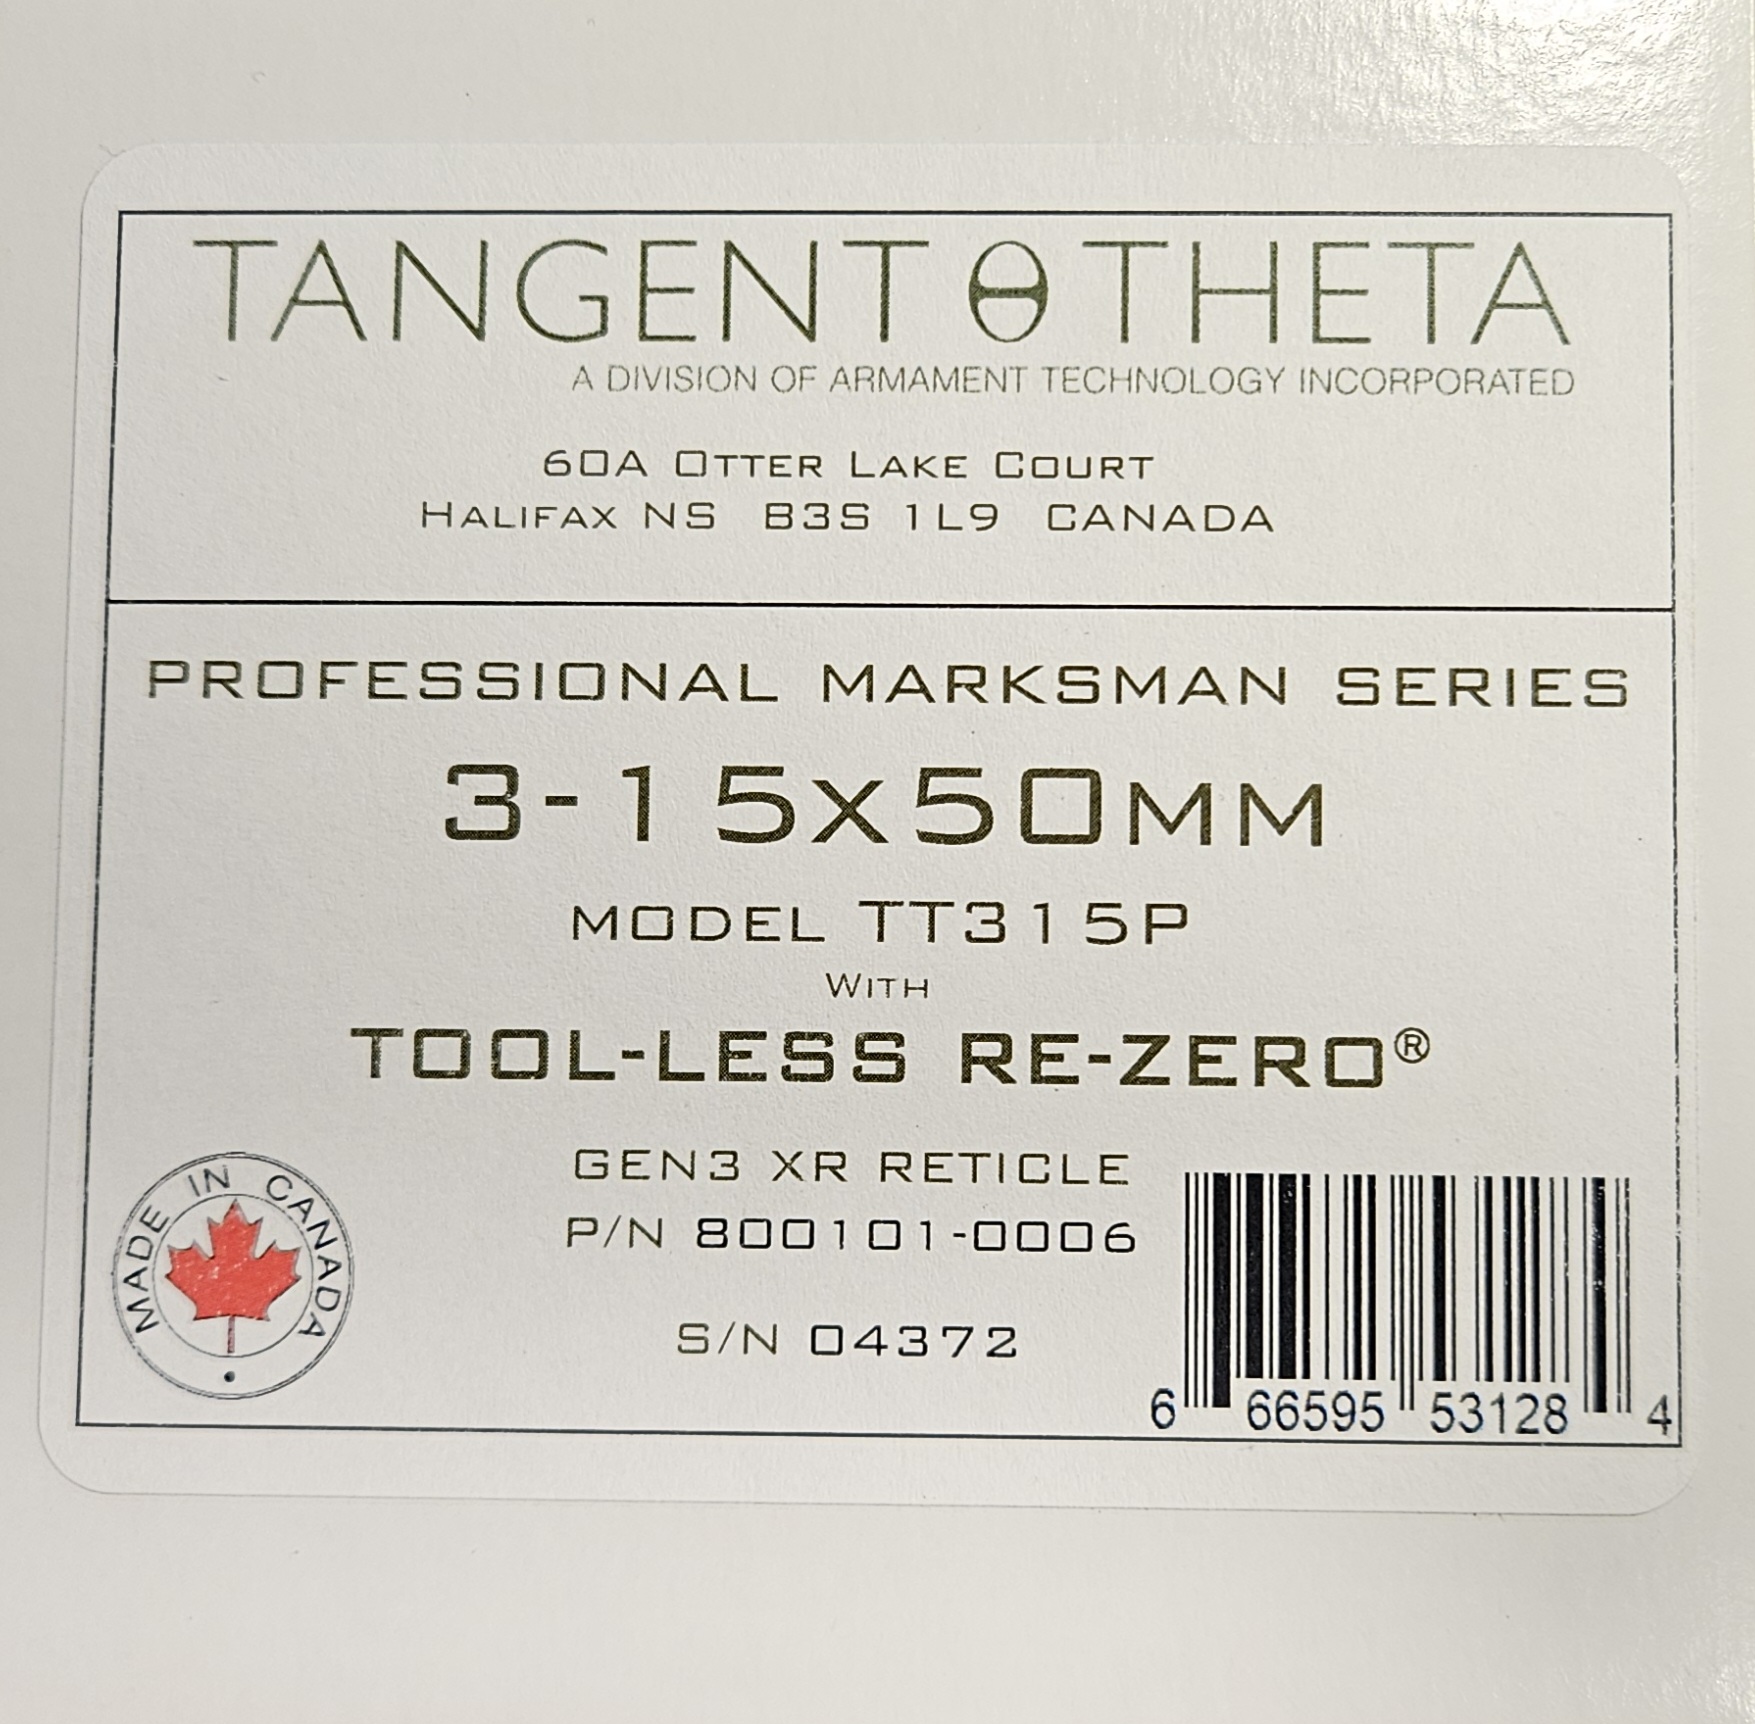 TANGENT θ THETA
A DIVISION OF ARMAMENT TECHNOLOGY INCORPORATED
60A OTTER LAKE COURT
HALIFAX NS B3S 1L9 CANADA
PROFESSIONAL MARKSMAN SERIES
3-15x50MM
MODEL TT315P
WITH
TOOL-LESS RE-ZERO®
GEN3 XR RETICLE
P/N 800101-0006
S/N 04372
MADE IN CANADA
6 66595 53128 4